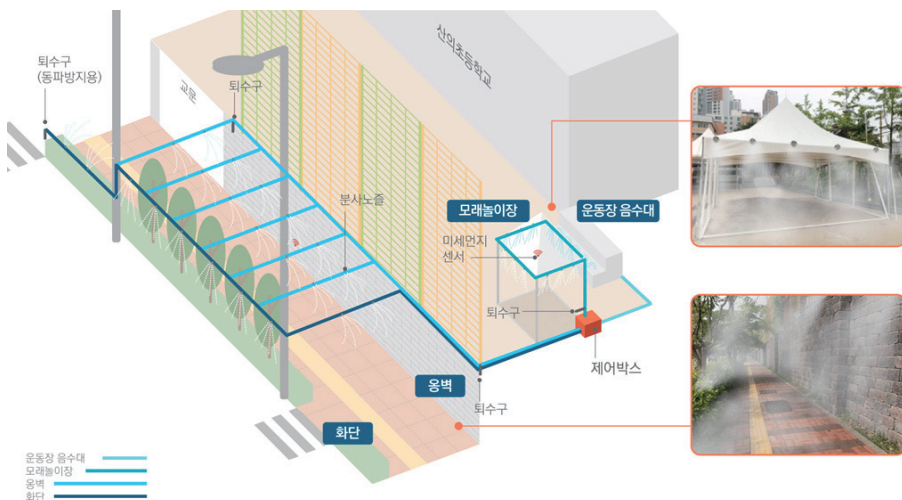 퇴수구
(동파방지용)
교문
퇴수구
산의초등학교
분사노즐
모래놀이장
운동장 음수대
미세먼지
센서
퇴수구
제어박스
옹벽
퇴수구
화단
운동장 음수대
모래놀이장
옹벽
화단